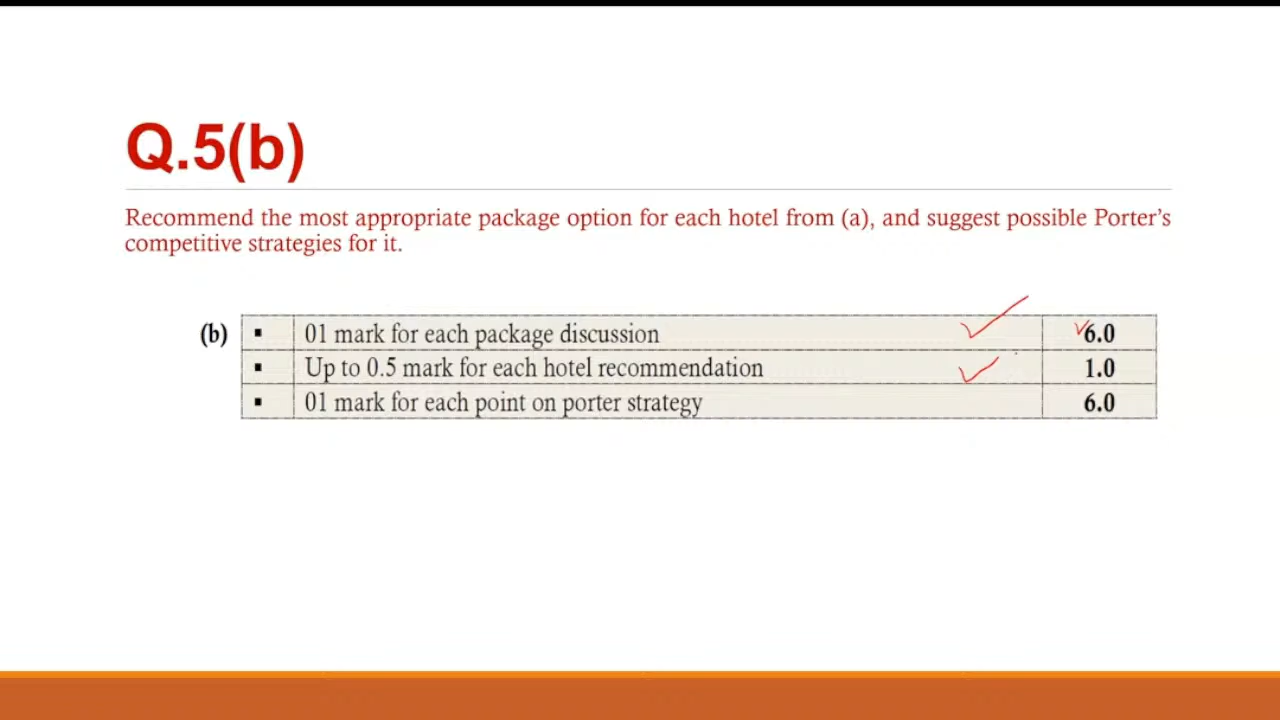 Q.5(b)
Recommend the most appropriate package option for each hotel from (a), and suggest possible Porter's
competitive strategies for it.
(b) ▪ 01 mark for each package discussion 6.0
▪ Up to 0.5 mark for each hotel recommendation 1.0
▪ 01 mark for each point on porter strategy 6.0